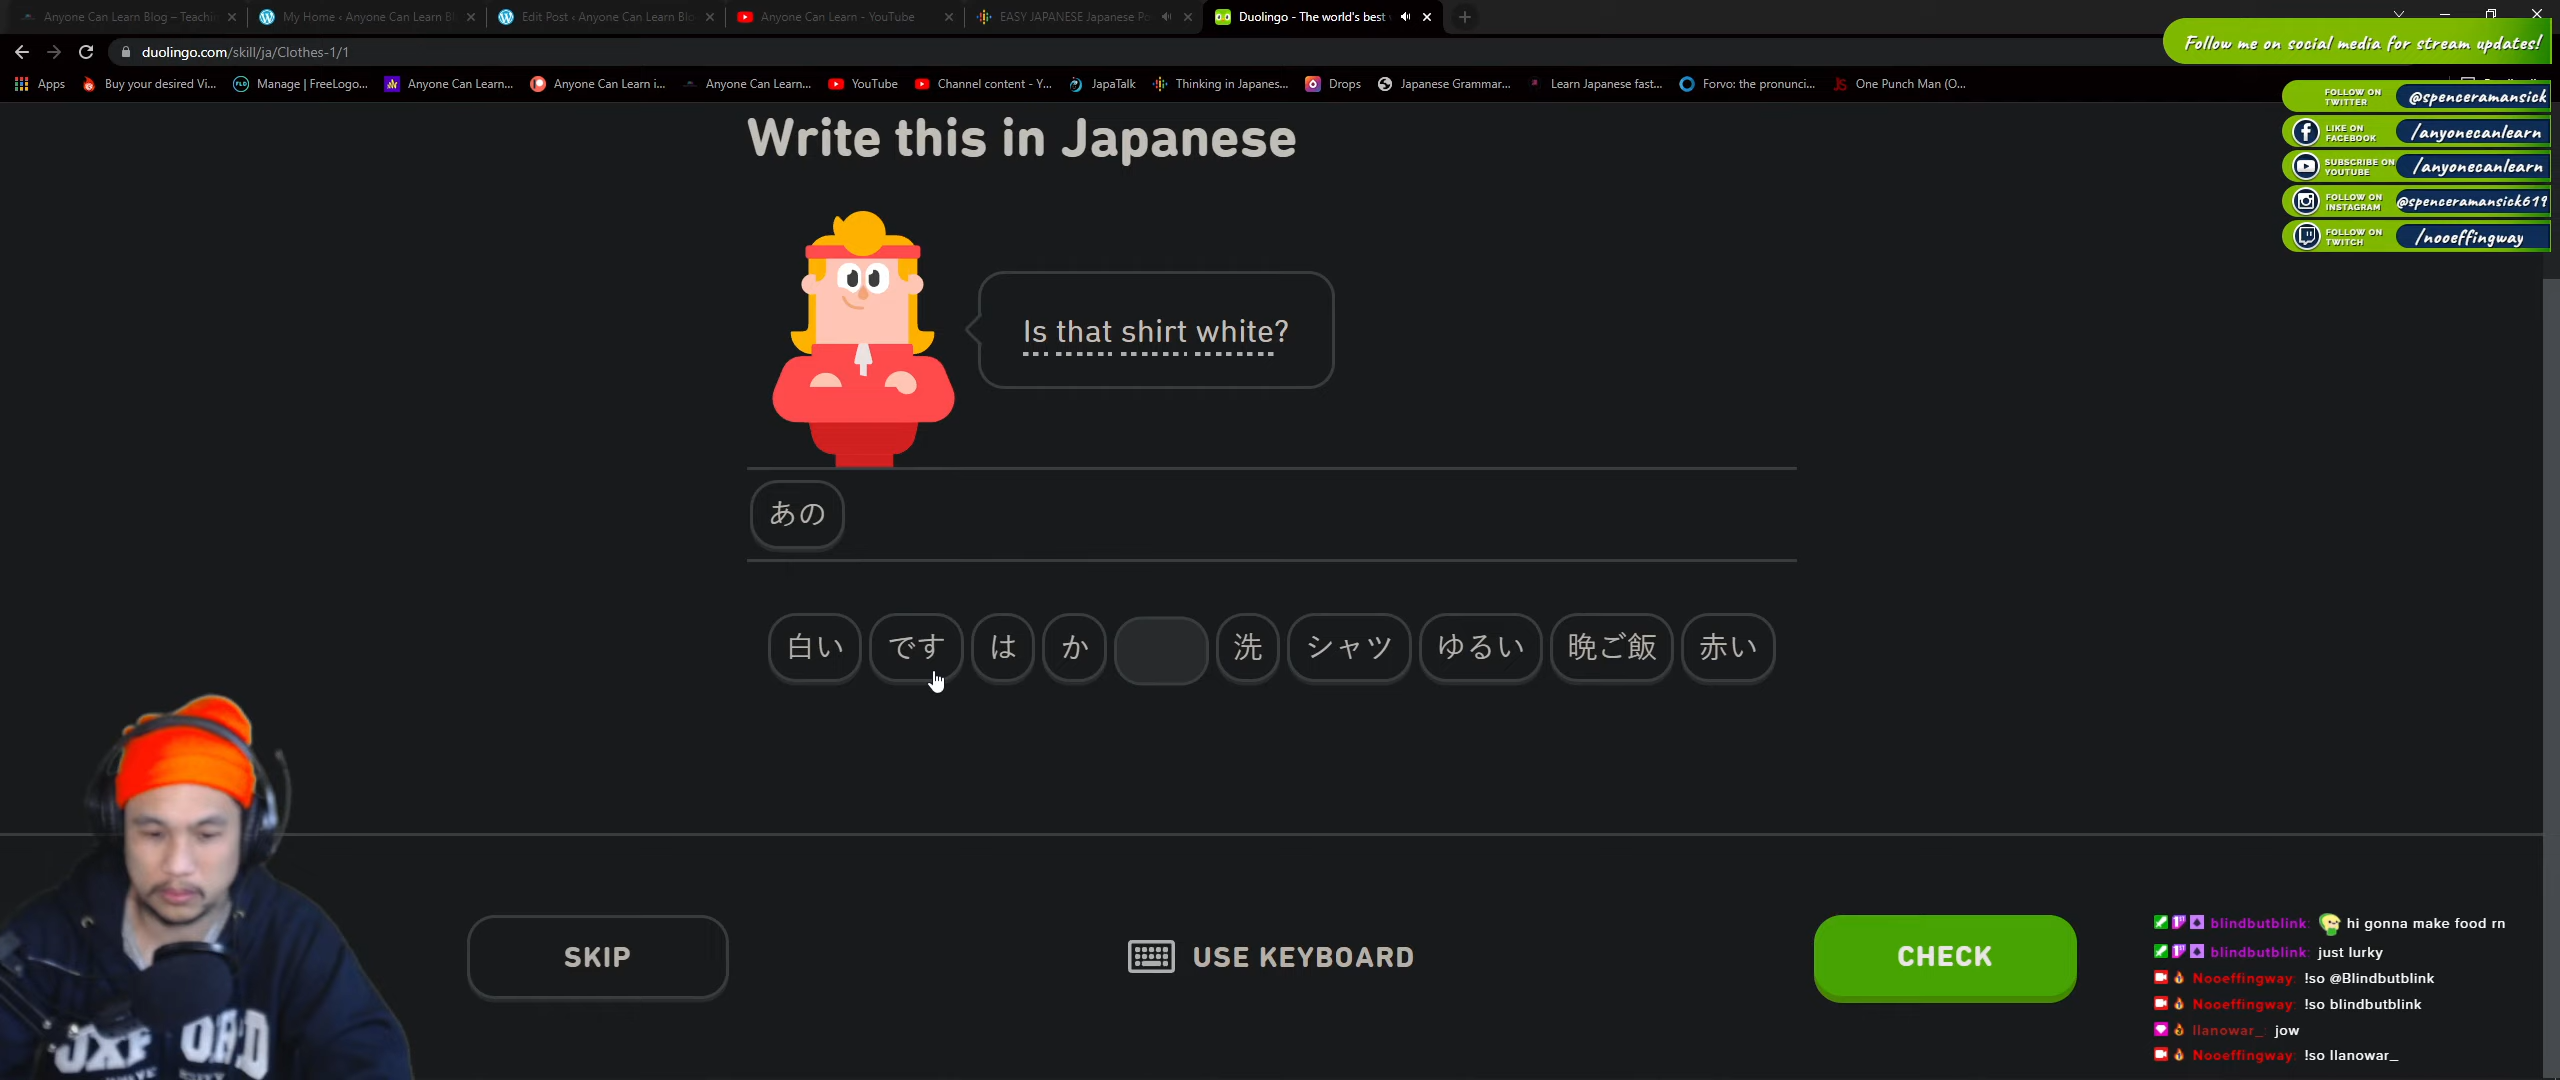 Anyone Can Learn Blog – Teachi
My Home ‹ Anyone Can Learn Bl
Edit Post ‹ Anyone Can Learn Blo
Anyone Can Learn - YouTube
EASY JAPANESE Japanese Po
Duolingo - The world's best
duolingo.com/skill/ja/Clothes-1/1
Follow me on social media for stream updates!
Apps
Buy your desired Vi...
Manage | FreeLogo...
Anyone Can Learn...
Anyone Can Learn i...
Anyone Can Learn...
YouTube
Channel content - Y...
JapaTalk
Thinking in Japanes...
Drops
Japanese Grammar...
Learn Japanese fast...
Forvo: the pronunci...
One Punch Man (O...
FOLLOW ON
TWITTER
@spenceramansick
LIKE ON
FACEBOOK
/anyonecanlearn
SUBSCRIBE ON
YOUTUBE
/anyonecanlearn
FOLLOW ON
INSTAGRAM
@spenceramansick619
FOLLOW ON
TWITCH
/nooeffingway
Write this in Japanese
Is that shirt white?
あの
白い
です
は
か
洗
シャツ
ゆるい
晩ご飯
赤い
SKIP
USE KEYBOARD
CHECK
blindbutblink: hi gonna make food rn
blindbutblink: just lurky
Nooeffingway: !so @Blindbutblink
Nooeffingway: !so blindbutblink
llanowar_: jow
Nooeffingway: !so llanowar_